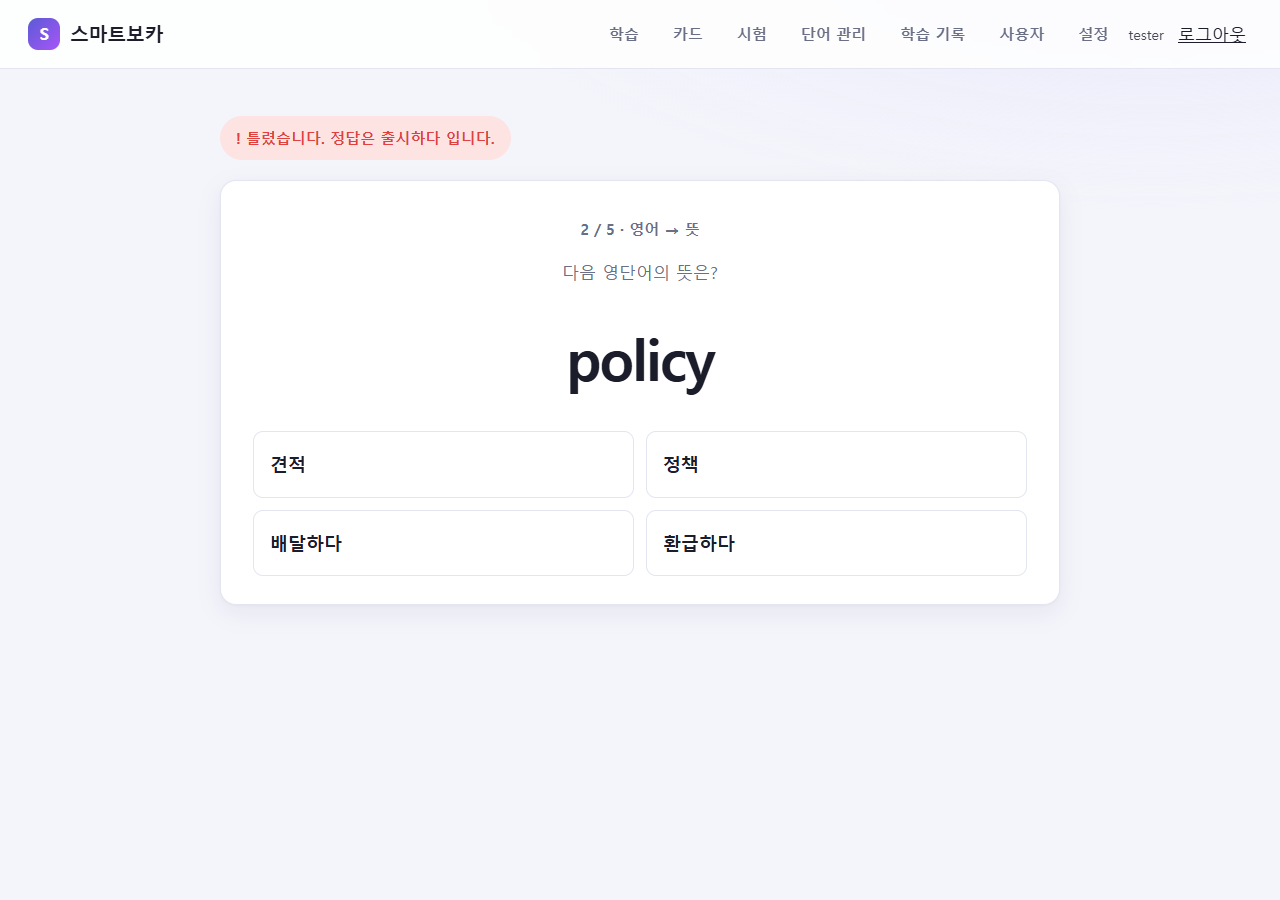 S 스마트보카 학습 카드 시험 단어 관리 학습 기록 사용자 설정 tester 로그아웃
! 틀렸습니다. 정답은 출시하다 입니다.
2 / 5 · 영어 → 뜻
다음 영단어의 뜻은?
policy
견적 정책
배달하다 환급하다